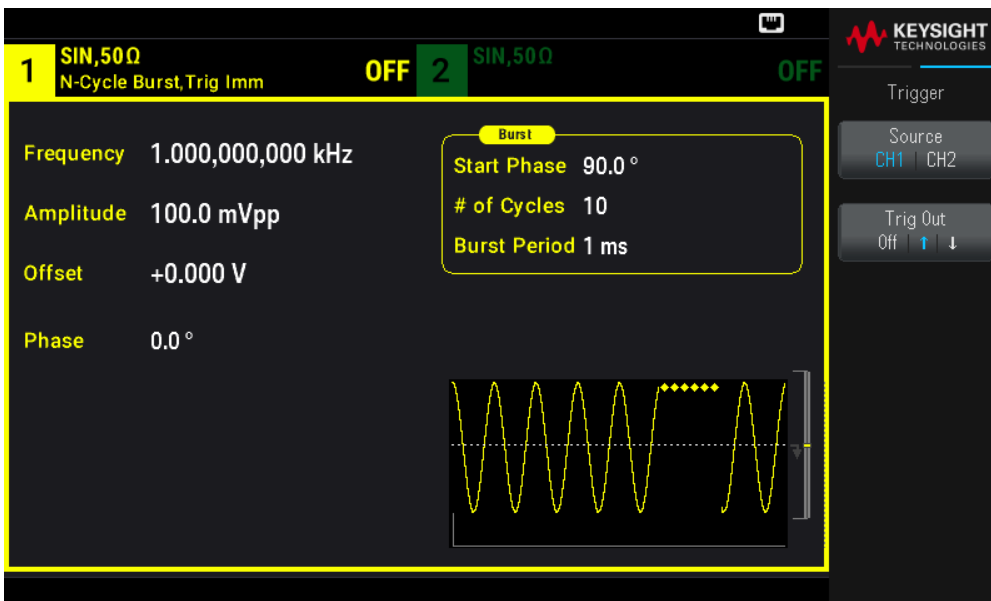 KEYSIGHT
TECHNOLOGIES
1 SIN,50Ω
N-Cycle Burst,Trig Imm
OFF
2 SIN,50Ω
OFF
Trigger
Source
CH1 | CH2
Trig Out
Off | ↑ | ↓
Frequency 1.000,000,000 kHz
Amplitude 100.0 mVpp
Offset +0.000 V
Phase 0.0 °
Burst
Start Phase 90.0 °
# of Cycles 10
Burst Period 1 ms